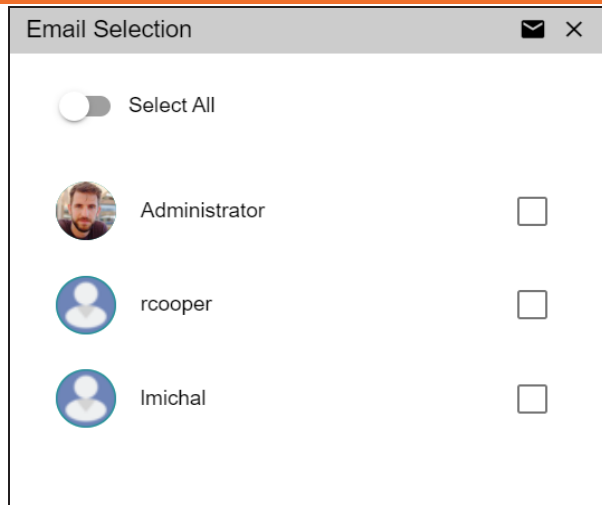 Email Selection
Select All
Administrator
rcooper
lmichal